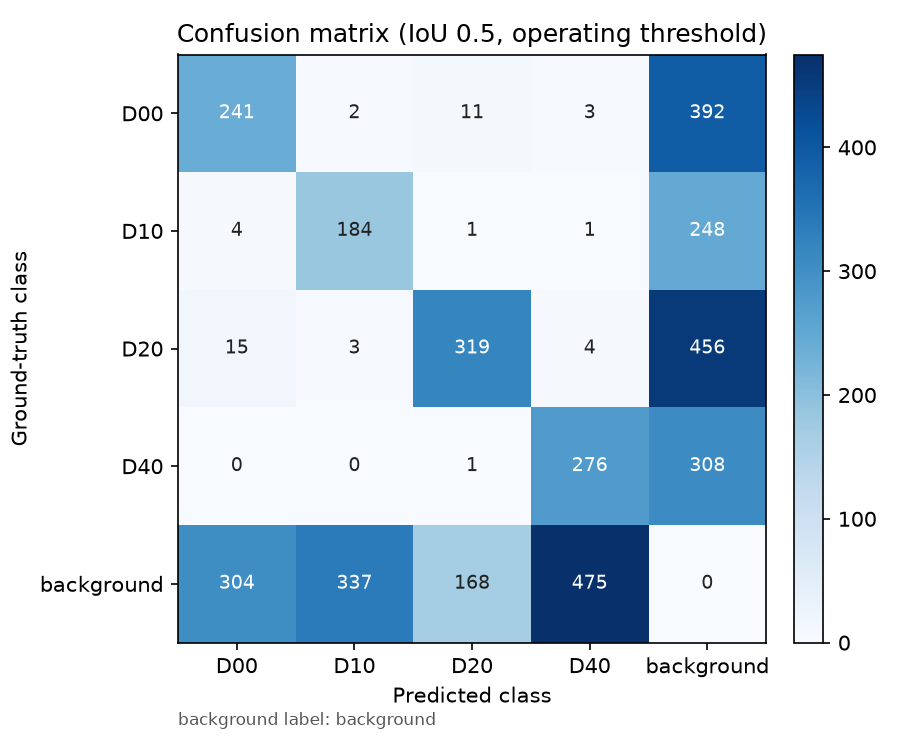 Confusion matrix (IoU 0.5, operating threshold)
D00 241 2 11 3 392
D10 4 184 1 1 248
D20 15 3 319 4 456
D40 0 0 1 276 308
background 304 337 168 475 0
D00 D10 D20 D40 background
Predicted class
Ground-truth class
background label: background
400
300
200
100
0